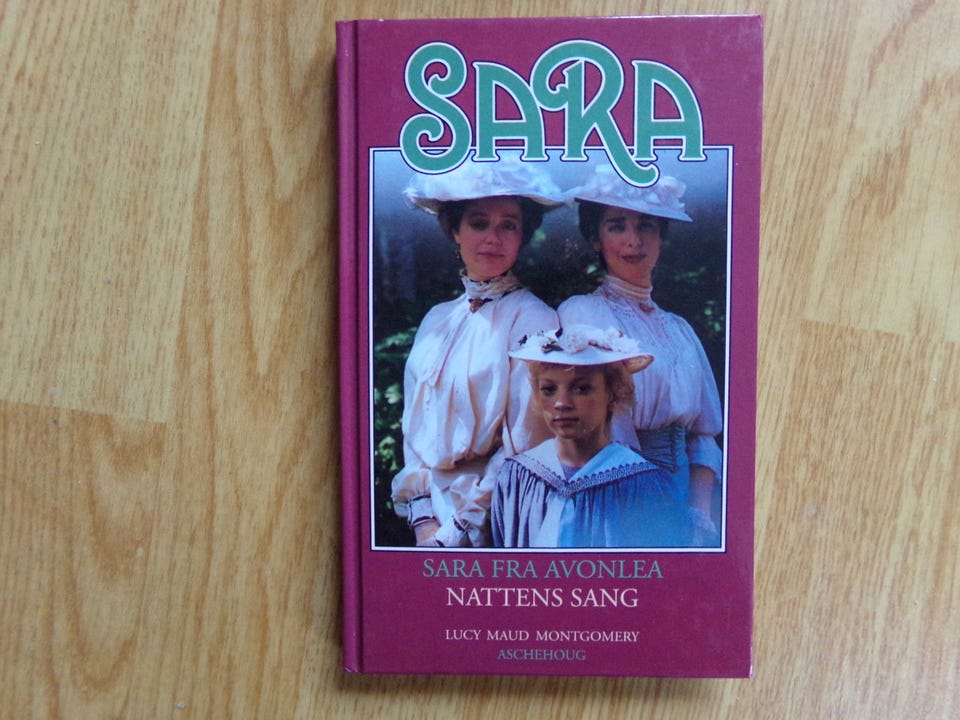 SARA
SARA FRA AVONLEA
NATTENS SANG
LUCY MAUD MONTGOMERY
ASCHEHOUG